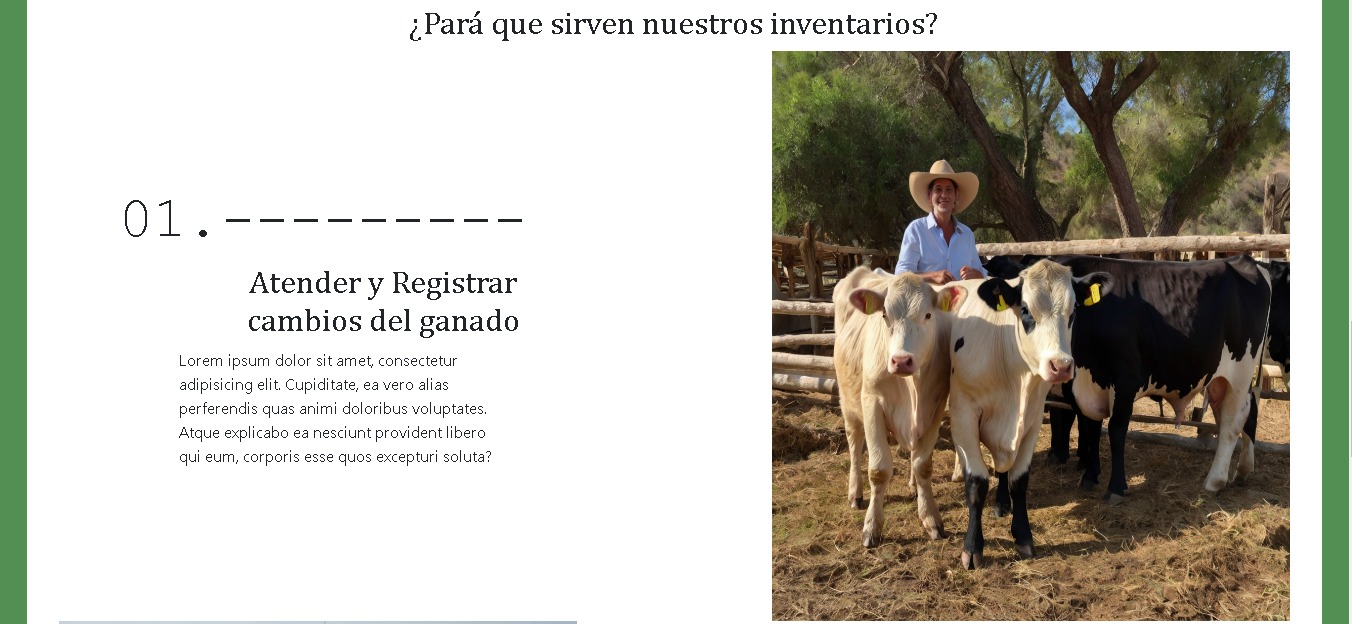 ¿Pará que sirven nuestros inventarios?
01.---------
Atender y Registrar
cambios del ganado
Lorem ipsum dolor sit amet, consectetur
adipisicing elit. Cupiditate, ea vero alias
perferendis quas animi doloribus voluptates.
Atque explicabo ea nesciunt provident libero
qui eum, corporis esse quos excepturi soluta?